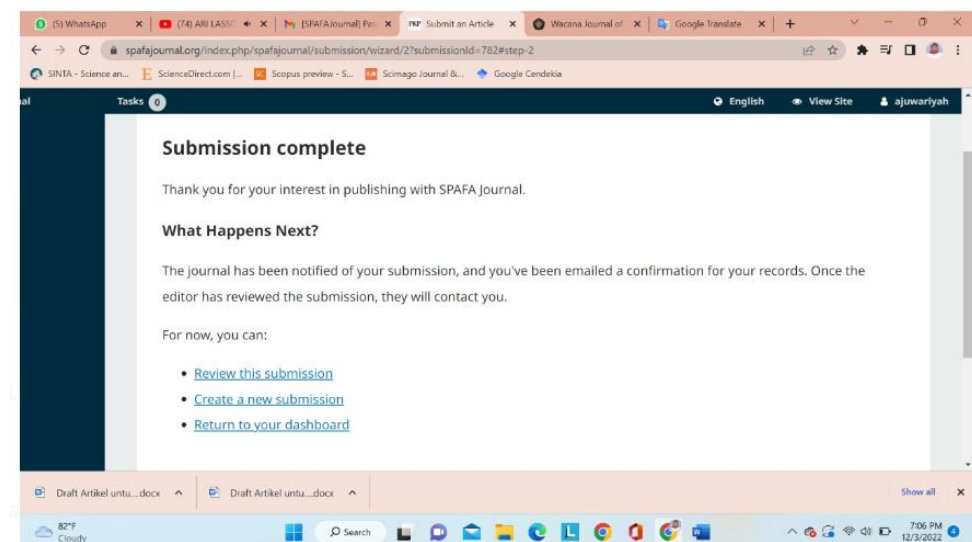 (5) WhatsApp
(74) ARI LASSO
[SPAFAJournal] Pas
PKP Submit an Article
Wacana Journal of
Google Translate
spafajournal.org/index.php/spafajournal/submission/wizard/2?submissionId=782#step-2
SINTA - Science an...
ScienceDirect.com |...
Scopus preview - S...
Scimago Journal &...
Google Cendekia
al
Tasks 0
English
View Site
ajuwariyah
Submission complete
Thank you for your interest in publishing with SPAFA Journal.
What Happens Next?
The journal has been notified of your submission, and you've been emailed a confirmation for your records. Once the
editor has reviewed the submission, they will contact you.
For now, you can:
Review this submission
Create a new submission
Return to your dashboard
Draft Artikel untu....docx
Draft Artikel untu....docx
Show all
82°F
Cloudy
Search
7:06 PM
12/3/2022